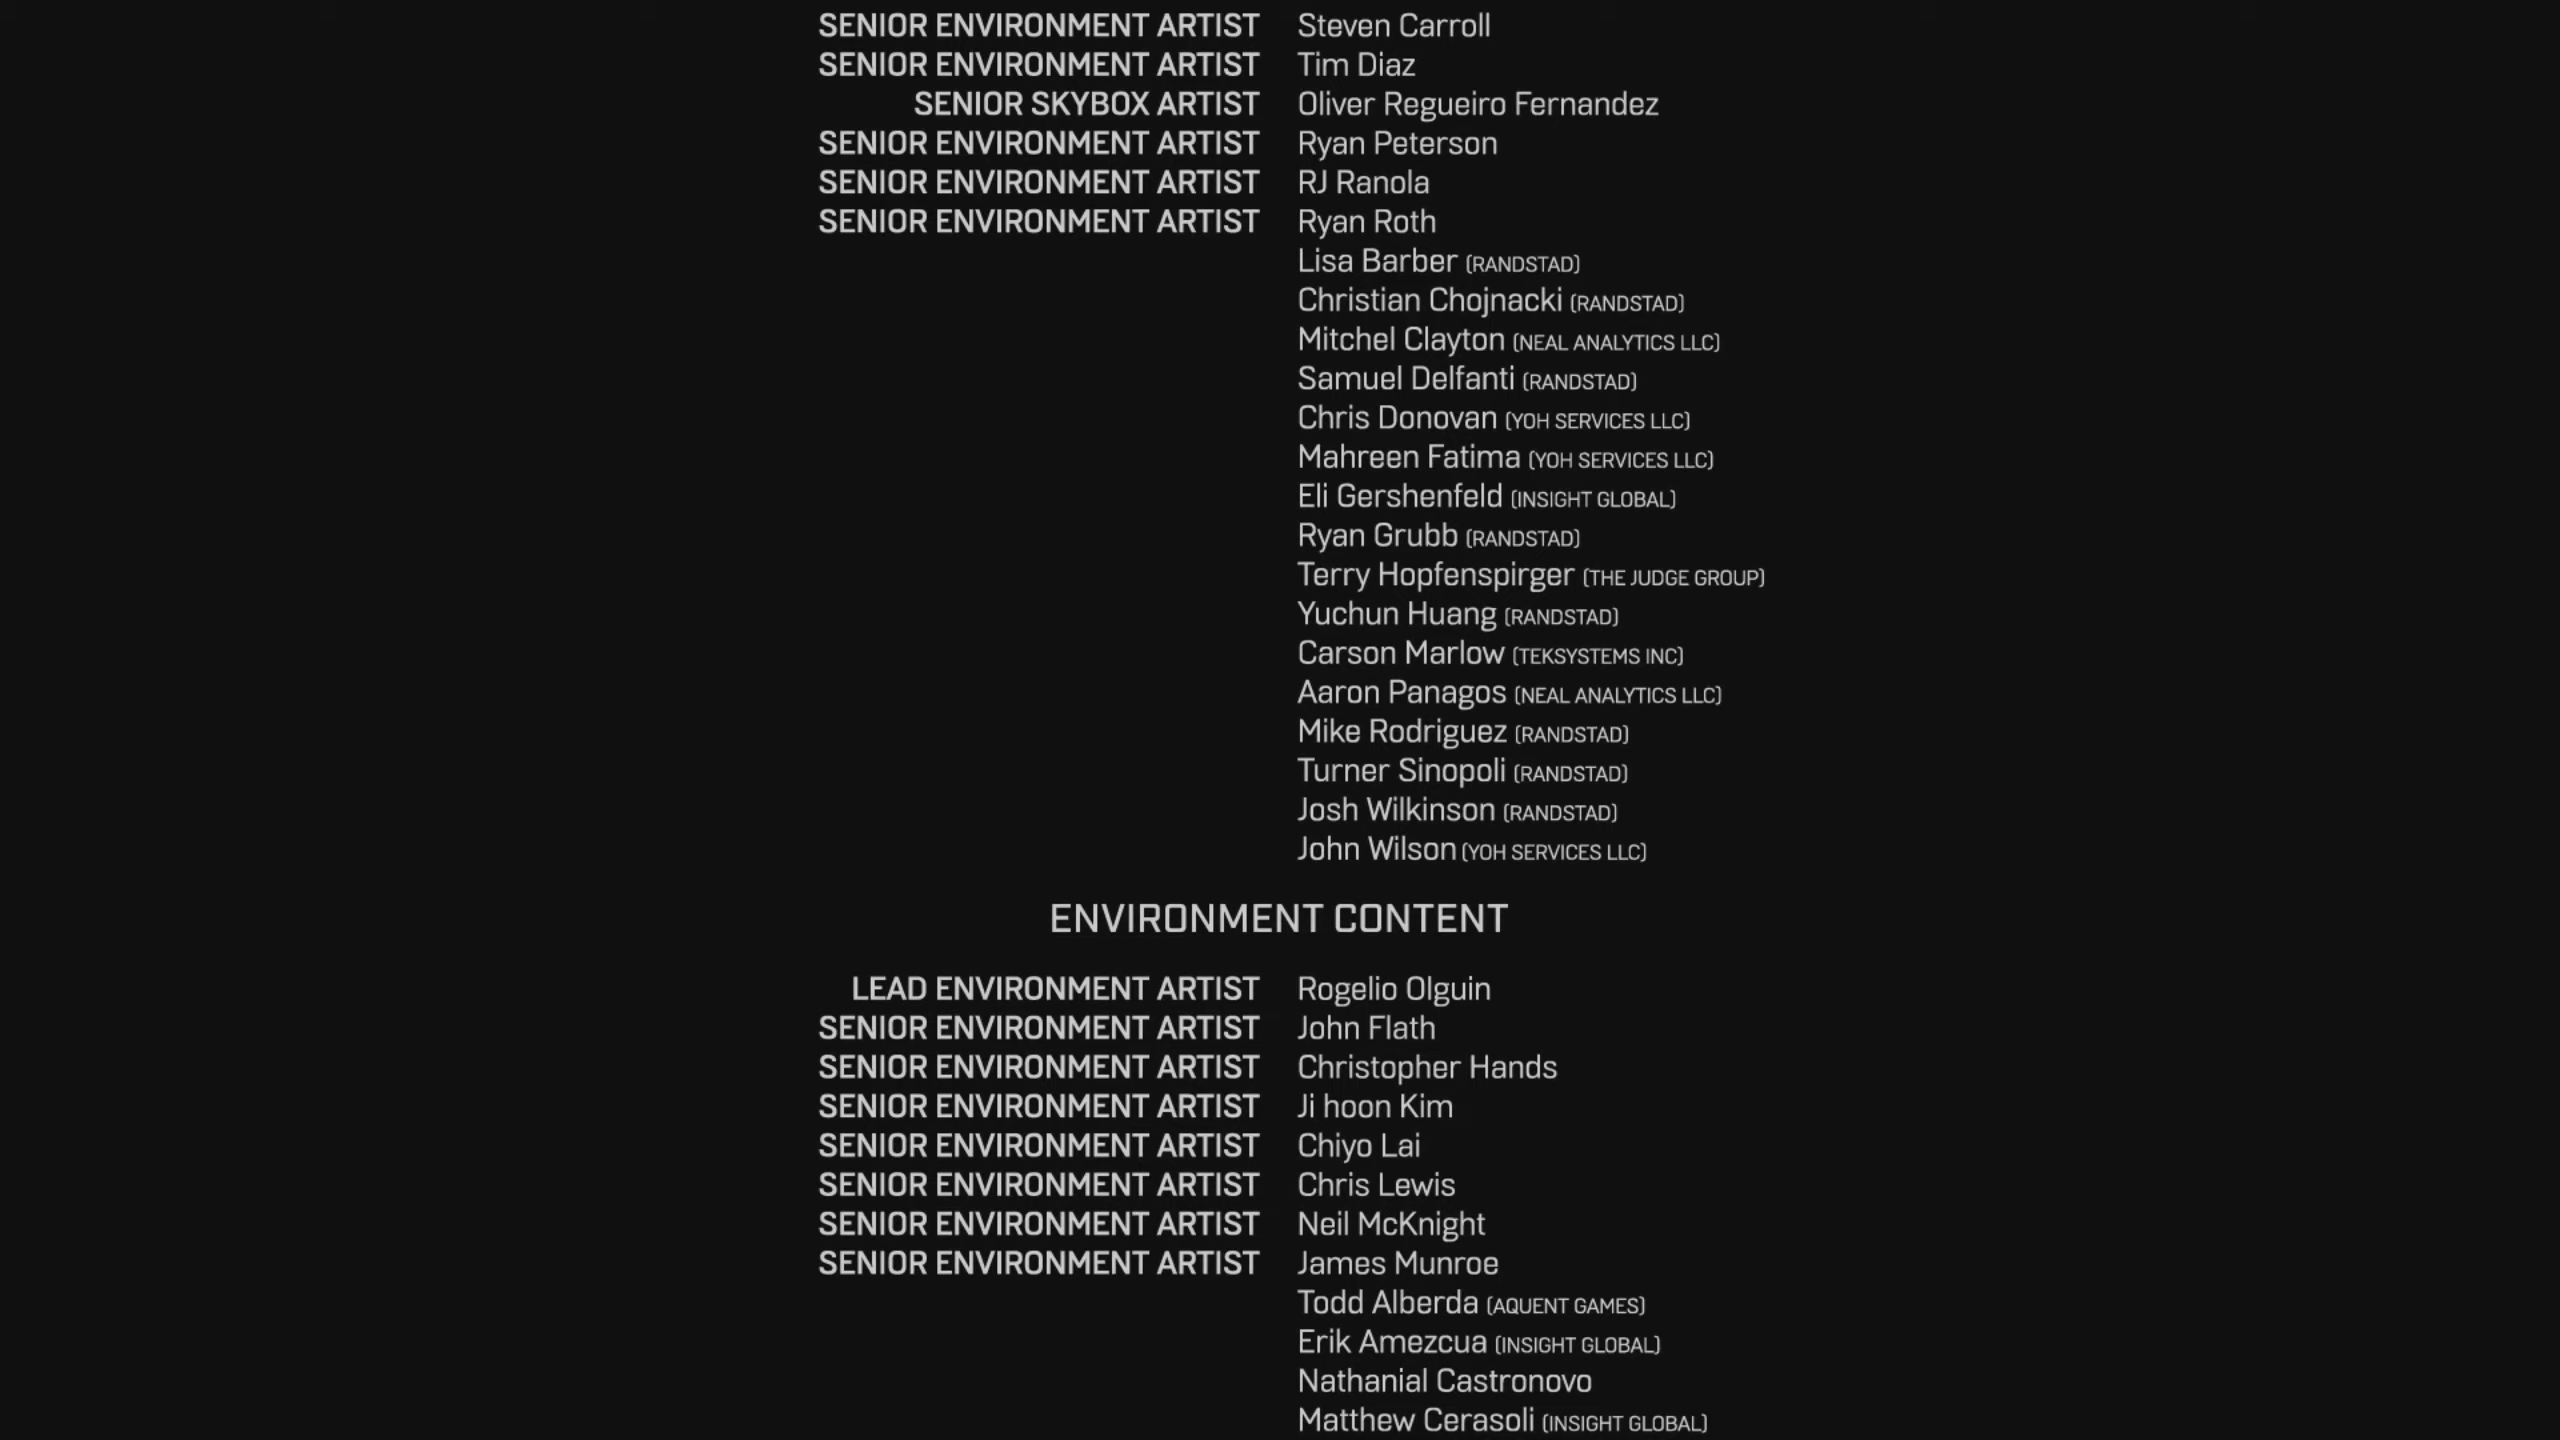 SENIOR ENVIRONMENT ARTIST Steven Carroll
SENIOR ENVIRONMENT ARTIST Tim Diaz
SENIOR SKYBOX ARTIST Oliver Regueiro Fernandez
SENIOR ENVIRONMENT ARTIST Ryan Peterson
SENIOR ENVIRONMENT ARTIST RJ Ranola
SENIOR ENVIRONMENT ARTIST Ryan Roth
Lisa Barber (RANDSTAD)
Christian Chojnacki (RANDSTAD)
Mitchel Clayton (NEAL ANALYTICS LLC)
Samuel Delfanti (RANDSTAD)
Chris Donovan (YOH SERVICES LLC)
Mahreen Fatima (YOH SERVICES LLC)
Eli Gershenfeld (INSIGHT GLOBAL)
Ryan Grubb (RANDSTAD)
Terry Hopfenspirger (THE JUDGE GROUP)
Yuchun Huang (RANDSTAD)
Carson Marlow (TEKSYSTEMS INC)
Aaron Panagos (NEAL ANALYTICS LLC)
Mike Rodriguez (RANDSTAD)
Turner Sinopoli (RANDSTAD)
Josh Wilkinson (RANDSTAD)
John Wilson (YOH SERVICES LLC)
ENVIRONMENT CONTENT
LEAD ENVIRONMENT ARTIST Rogelio Olguin
SENIOR ENVIRONMENT ARTIST John Flath
SENIOR ENVIRONMENT ARTIST Christopher Hands
SENIOR ENVIRONMENT ARTIST Ji hoon Kim
SENIOR ENVIRONMENT ARTIST Chiyo Lai
SENIOR ENVIRONMENT ARTIST Chris Lewis
SENIOR ENVIRONMENT ARTIST Neil McKnight
SENIOR ENVIRONMENT ARTIST James Munroe
Todd Alberda (AQUENT GAMES)
Erik Amezcua (INSIGHT GLOBAL)
Nathanial Castronovo
Matthew Cerasoli (INSIGHT GLOBAL)